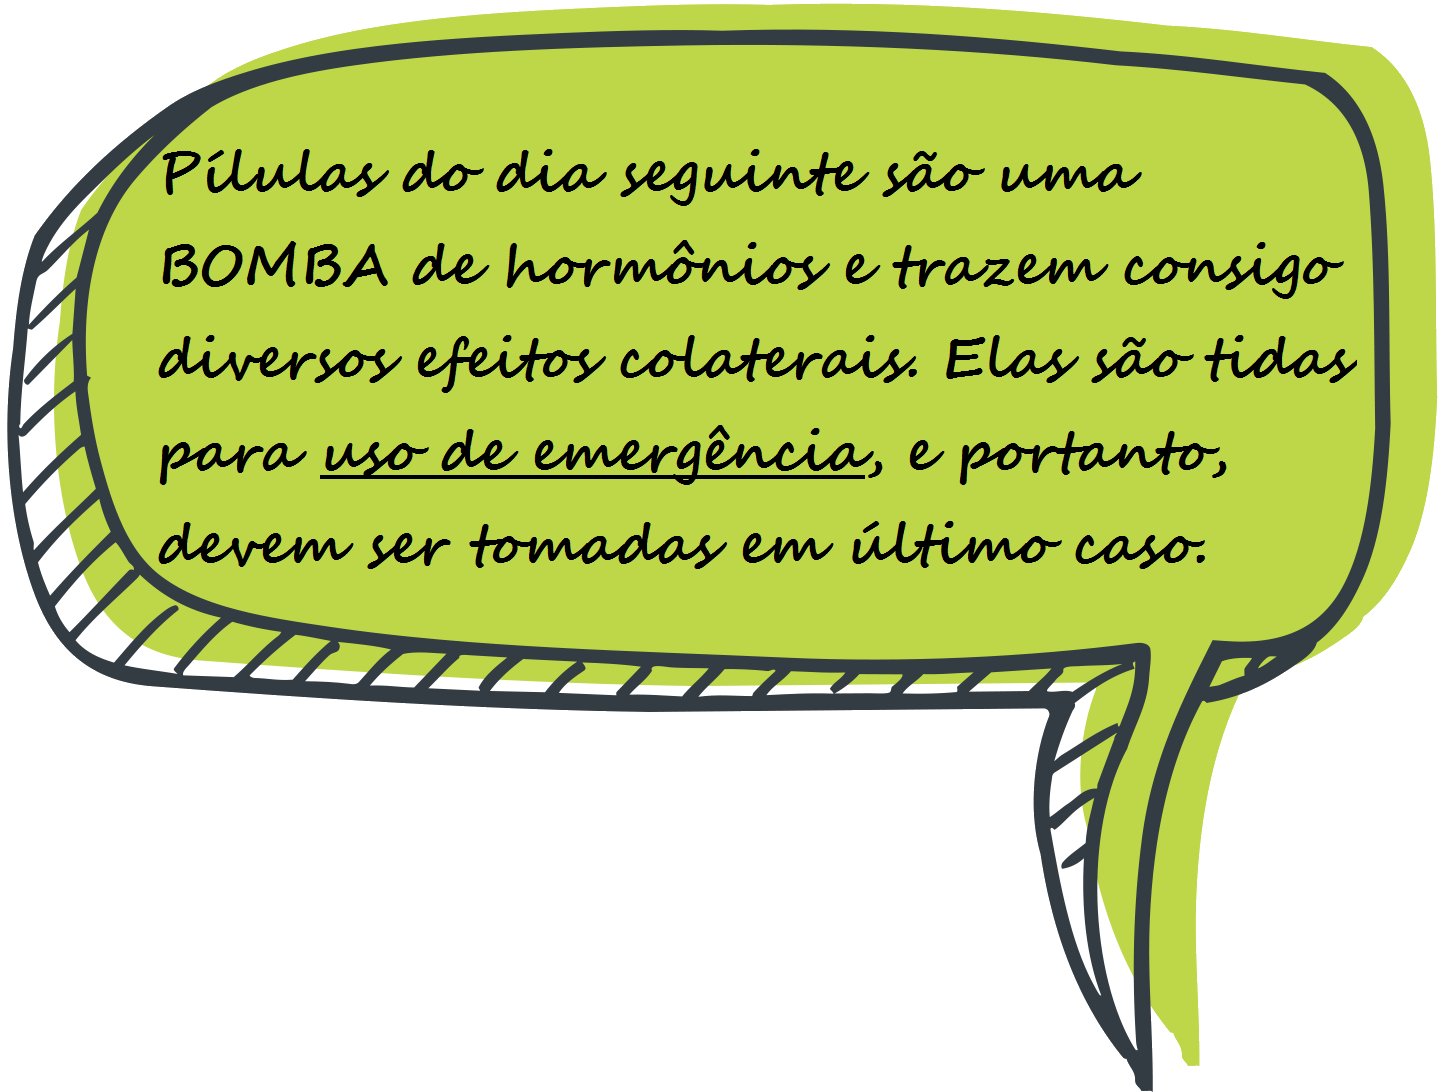 Pílulas do dia seguinte são uma
BOMBA de hormônios e trazem consigo
diversos efeitos colaterais. Elas são tidas
para uso de emergência, e portanto,
devem ser tomadas em último caso.